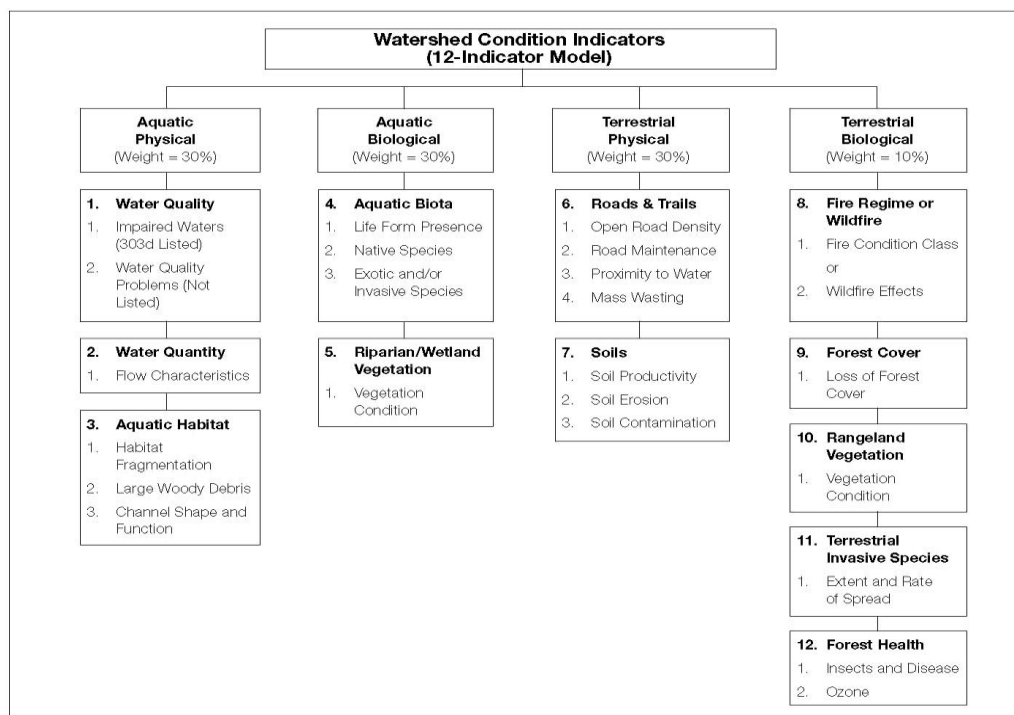 Watershed Condition Indicators
(12-Indicator Model)
Aquatic
Physical
(Weight = 30%)
1. Water Quality
1. Impaired Waters
(303d Listed)
2. Water Quality
Problems (Not
Listed)
2. Water Quantity
1. Flow Characteristics
3. Aquatic Habitat
1. Habitat
Fragmentation
2. Large Woody Debris
3. Channel Shape and
Function
Aquatic
Biological
(Weight = 30%)
4. Aquatic Biota
1. Life Form Presence
2. Native Species
3. Exotic and/or
Invasive Species
5. Riparian/Wetland
Vegetation
1. Vegetation
Condition
Terrestrial
Physical
(Weight = 30%)
6. Roads & Trails
1. Open Road Density
2. Road Maintenance
3. Proximity to Water
4. Mass Wasting
7. Soils
1. Soil Productivity
2. Soil Erosion
3. Soil Contamination
Terrestrial
Biological
(Weight = 10%)
8. Fire Regime or
Wildfire
1. Fire Condition Class
or
2. Wildfire Effects
9. Forest Cover
1. Loss of Forest
Cover
10. Rangeland
Vegetation
1. Vegetation
Condition
11. Terrestrial
Invasive Species
1. Extent and Rate
of Spread
12. Forest Health
1. Insects and Disease
2. Ozone